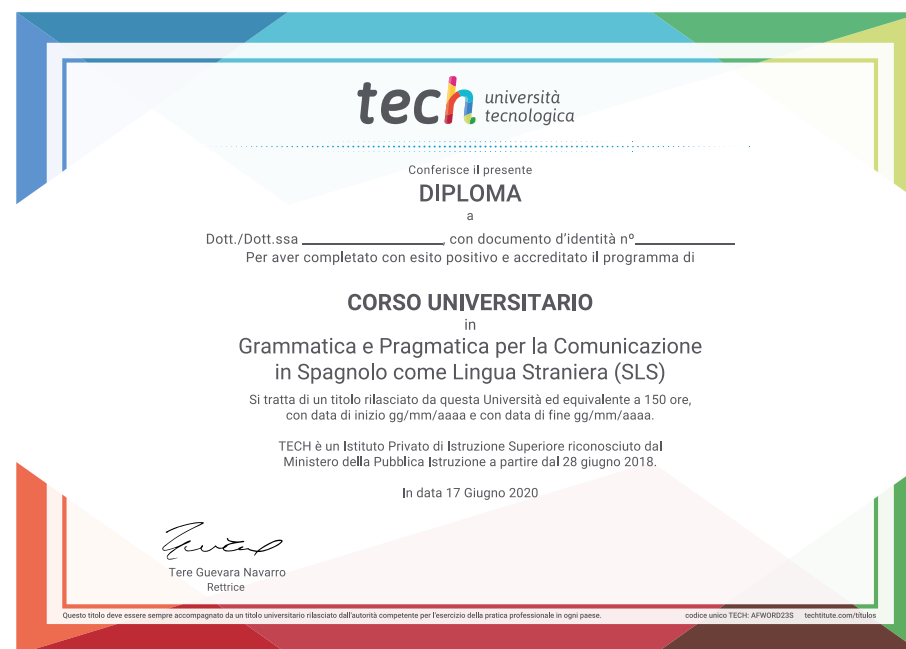 tech università
tecnologica
Conferisce il presente
DIPLOMA
a
Dott./Dott.ssa ____________________, con documento d'identità nº______________
Per aver completato con esito positivo e accreditato il programma di
CORSO UNIVERSITARIO
in
Grammatica e Pragmatica per la Comunicazione
in Spagnolo come Lingua Straniera (SLS)
Si tratta di un titolo rilasciato da questa Università ed equivalente a 150 ore,
con data di inizio gg/mm/aaaa e con data di fine gg/mm/aaaa.
TECH è un Istituto Privato di Istruzione Superiore riconosciuto dal
Ministero della Pubblica Istruzione a partire dal 28 giugno 2018.
In data 17 Giugno 2020
Tere Guevara Navarro
Rettrice
Questo titolo deve essere sempre accompagnato da un titolo universitario rilasciato dall'autorità competente per l'esercizio della pratica professionale in ogni paese. codice unico TECH: AFWORD23S techtitute.com/titulos